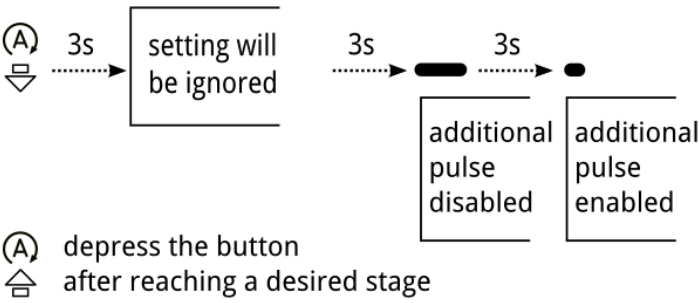 A 3s setting will 3s 3s
be ignored
additional additional
pulse pulse
disabled enabled
A depress the button
after reaching a desired stage